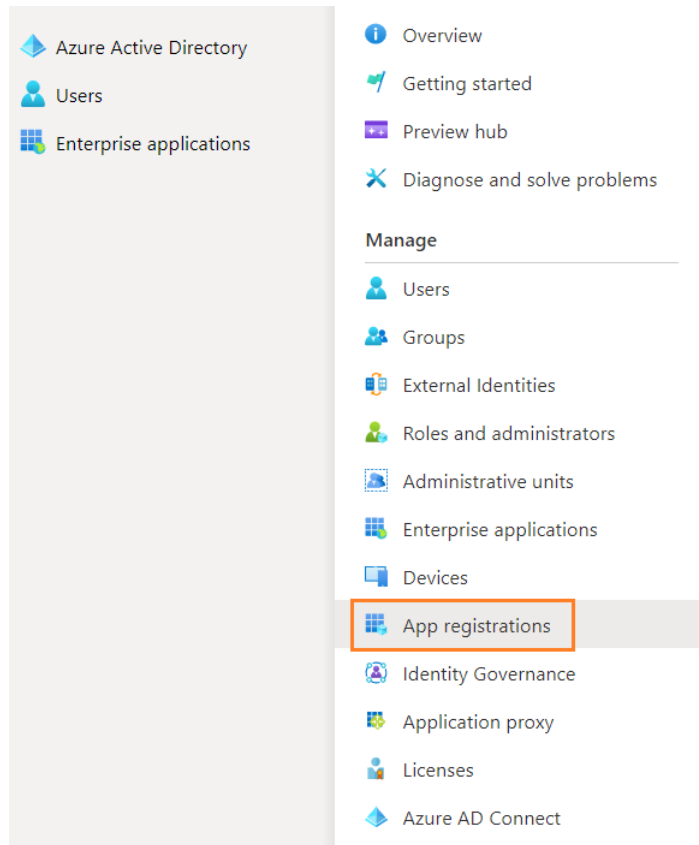 Azure Active Directory
Users
Enterprise applications
Overview
Getting started
Preview hub
Diagnose and solve problems
Manage
Users
Groups
External Identities
Roles and administrators
Administrative units
Enterprise applications
Devices
App registrations
Identity Governance
Application proxy
Licenses
Azure AD Connect